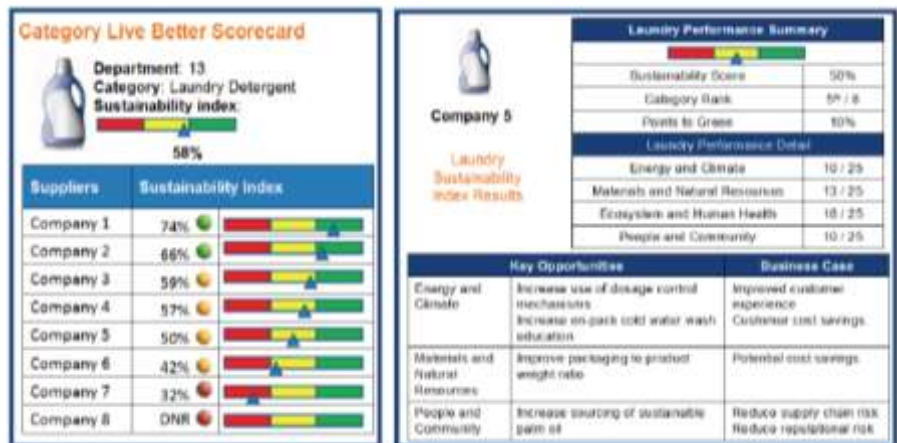 Category Live Better Scorecard
Department: 13
Category: Laundry Detergent
Sustainability index:
58%
Suppliers Sustainability Index
Company 1 74%
Company 2 66%
Company 3 59%
Company 4 57%
Company 5 50%
Company 6 42%
Company 7 32%
Company 8 DNR
Company 5
Laundry
Sustainability
Index Results
Laundry Performance Summary
Sustainability Score 50%
Category Rank 5th / 8
Points to Green 10%
Laundry Performance Detail
Energy and Climate 10 / 25
Materials and Natural Resources 13 / 25
Ecosystem and Human Health / 25
People and Community 10 / 25
Key Opportunities Business Case
Energy and
Climate
Increase use of dosage control
mechanisms
Increase on-pack cold water wash
education
Improved customer
experience
Customer cost savings
Materials and
Natural
Resources
Improve packaging to product
weight ratio
Potential cost savings
People and
Community
Increase sourcing of sustainable
palm oil
Reduce supply chain risk
Reduce reputational risk